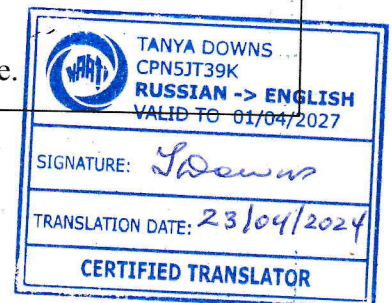 e.
NAATI
TANYA DOWNS
CPN5JT39K
RUSSIAN -> ENGLISH
VALID TO 01/04/2027
SIGNATURE: TDowns
TRANSLATION DATE: 23/04/2024
CERTIFIED TRANSLATOR